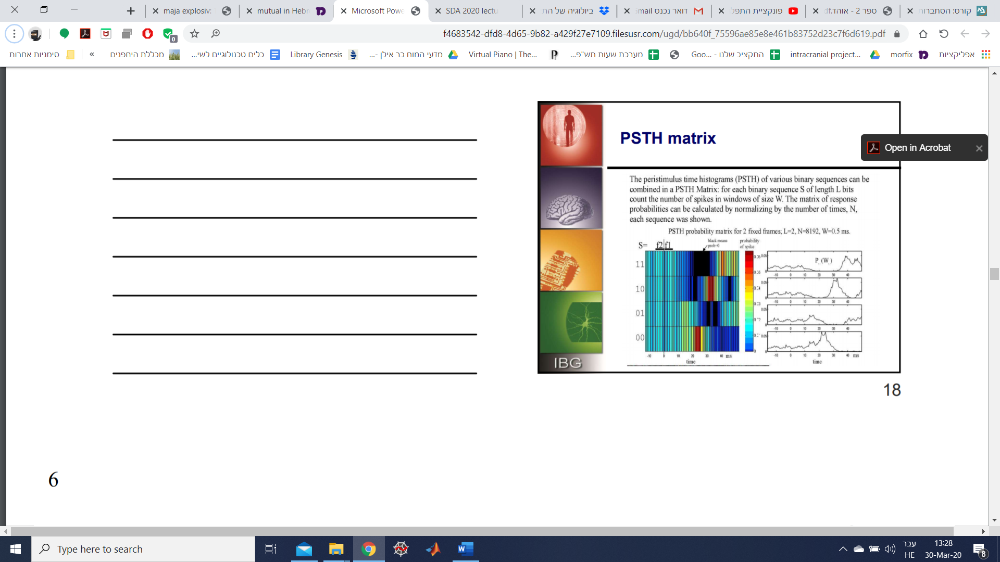 maja explosiv:
mutual in Hebr
Microsoft Powe
SDA 2020 lectu
ביולוגיה של הת
דואר נכנס
פונקציית התפל
ספר 2 - אוהד.df
קורס: הסתברות
f4683542-dfd8-4d65-9b82-a429f27e7109.filesusr.com/ugd/bb640f_75596ae85e8e461b83752d23c7f6d619.pdf
0
אפליקציות
morfix
intracranial project...
התקציב שלנו - Goo...
מערכת שעות תש"פ...
Virtual Piano | The...
מדעי המוח בר אילן -...
Library Genesis
כלים טכנולוגיים לשי...
מכללת היחפנים
«
סימניות אחרות
PSTH matrix
Open in Acrobat
The peristimulus time histograms (PSTH) of various binary sequences can be
combined in a PSTH Matrix: for each binary sequence S of length L bits
count the number of spikes in windows of size W. The matrix of response
probabilities can be calculated by normalizing by the number of times, N,
each sequence was shown.
PSTH probability matrix for 2 fixed frames; L=2, N=8192, W=0.5 ms.
S= f2 f1
black means
prob=0
probability
of spike
11
10
01
00
-10 0 10 20 30 40 ms
time
-10 0 10 20 30 40 ms
time
IBG
18
6
Type here to search
עבר
HE
13:28
30-Mar-20
8